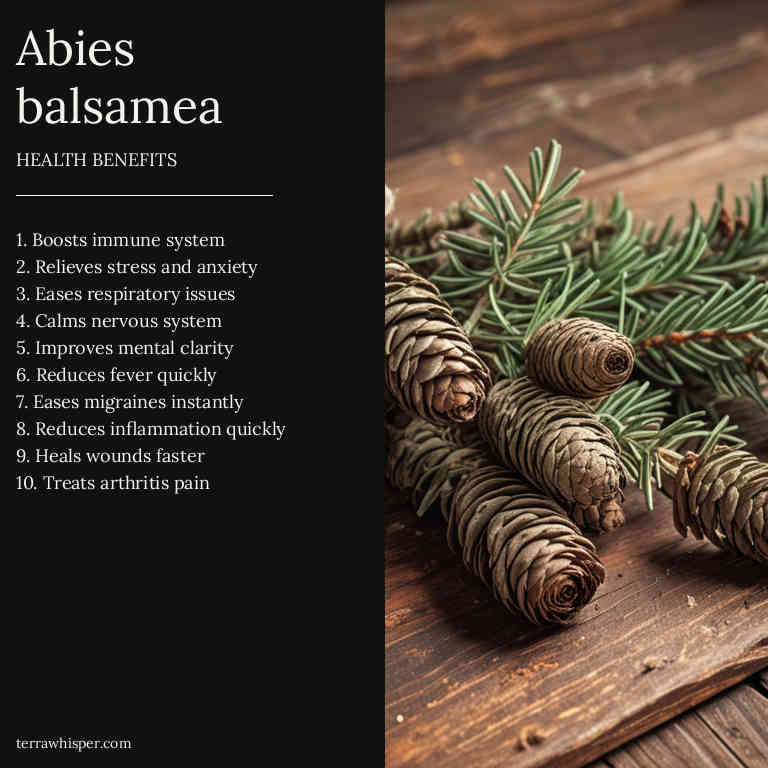 Abies
balsamea
HEALTH BENEFITS
1. Boosts immune system
2. Relieves stress and anxiety
3. Eases respiratory issues
4. Calms nervous system
5. Improves mental clarity
6. Reduces fever quickly
7. Eases migraines instantly
8. Reduces inflammation quickly
9. Heals wounds faster
10. Treats arthritis pain
terrawhisper.com